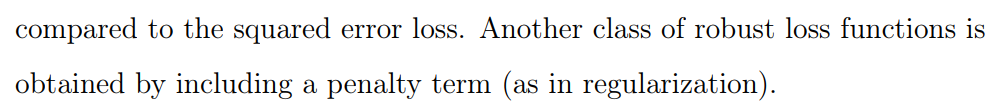 compared to the squared error loss. Another class of robust loss functions is
obtained by including a penalty term (as in regularization).